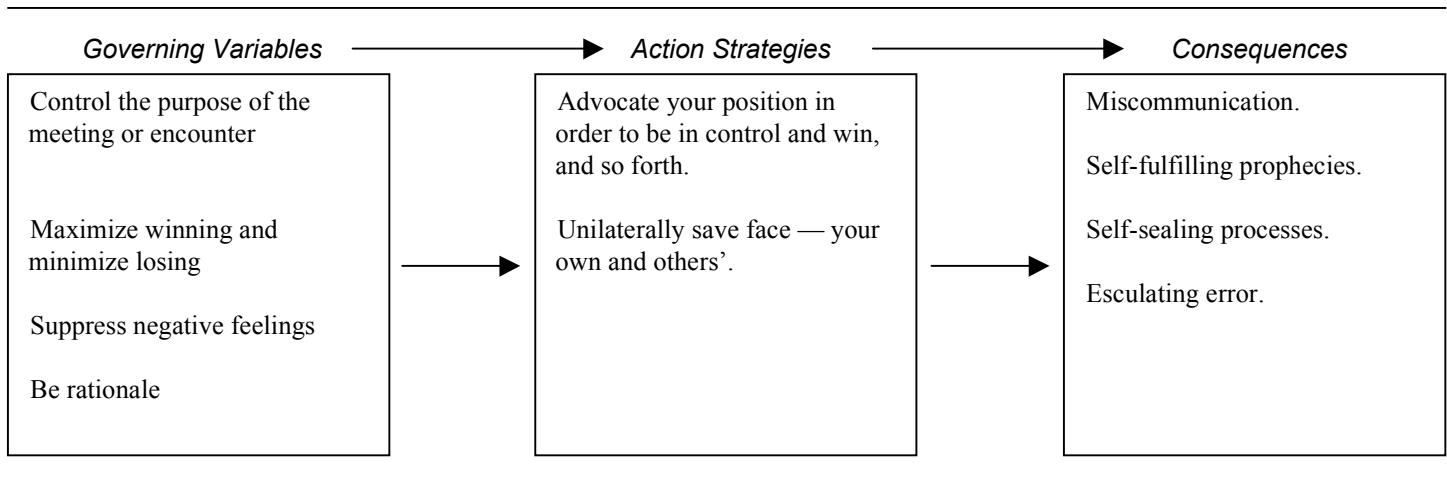 Governing Variables
Action Strategies
Consequences
Control the purpose of the
meeting or encounter
Maximize winning and
minimize losing
Suppress negative feelings
Be rationale
Advocate your position in
order to be in control and win,
and so forth.
Unilaterally save face — your
own and others’.
Miscommunication.
Self-fulfilling prophecies.
Self-sealing processes.
Esculating error.